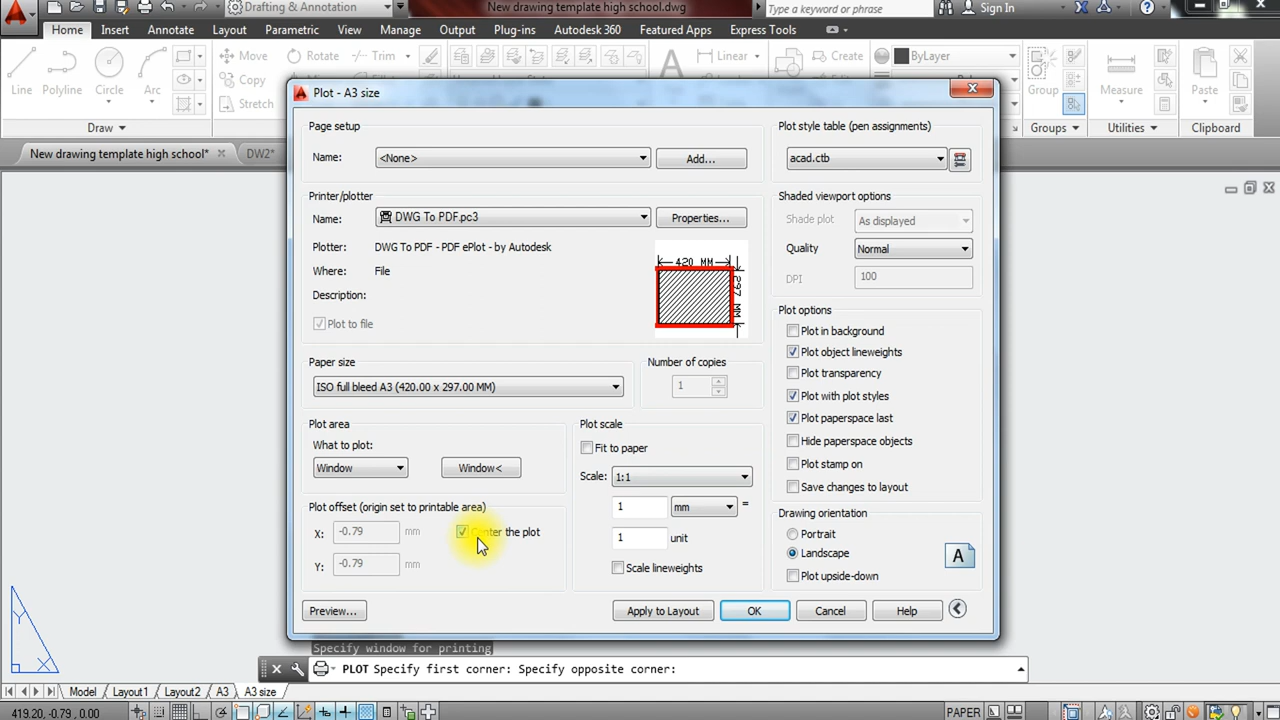 Drafting & Annotation
New drawing template high school.dwg
Type a keyword or phrase
Sign In
Home Insert Annotate Layout Parametric View Manage Output Plug-ins Autodesk 360 Featured Apps Express Tools
Line Polyline Circle Arc
Move Rotate Trim
Copy
Stretch
Linear
Create
ByLayer
Group
Measure
Paste
Draw
Groups
Utilities
Clipboard
New drawing template high school*
DW2*
Plot - A3 size
Page setup
Name: <None>
Add...
Printer/plotter
Name: DWG To PDF.pc3
Properties...
Plotter: DWG To PDF - PDF ePlot - by Autodesk
Where: File
Description:
Plot to file
420 MM
297 MM
Paper size
ISO full bleed A3 (420.00 x 297.00 MM)
Number of copies
1
Plot area
What to plot:
Window
Window<
Plot offset (origin set to printable area)
X: -0.79 mm
Center the plot
Y: -0.79 mm
Plot scale
Fit to paper
Scale: 1:1
1 mm =
1 unit
Scale lineweights
Plot style table (pen assignments)
acad.ctb
Shaded viewport options
Shade plot As displayed
Quality Normal
DPI 100
Plot options
Plot in background
Plot object lineweights
Plot transparency
Plot with plot styles
Plot paperspace last
Hide paperspace objects
Plot stamp on
Save changes to layout
Drawing orientation
Portrait
Landscape
A
Plot upside-down
Preview...
Apply to Layout
OK
Cancel
Help
Y
X
Specify window for printing
PLOT Specify first corner: Specify opposite corner:
Model Layout1 Layout2 A3 A3 size
419.20, -0.79, 0.00
PAPER